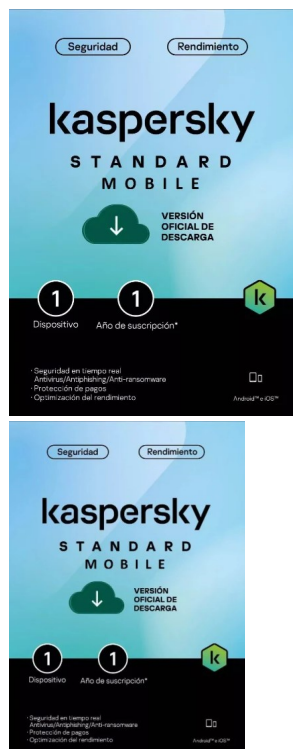 Seguridad
Rendimiento
kaspersky
STANDARD
MOBILE
VERSIÓN
OFICIAL DE
DESCARGA
1
1
k
Dispositivo
Año de suscripción*
· Seguridad en tiempo real
Antivirus/Antiphishing/Anti-ransomware
· Protección de pagos
· Optimización del rendimiento
Android™ e iOS™
Seguridad
Rendimiento
kaspersky
STANDARD
MOBILE
VERSIÓN
OFICIAL DE
DESCARGA
1
1
k
Dispositivo
Año de suscripción*
· Seguridad en tiempo real
Antivirus/Antiphishing/Anti-ransomware
· Protección de pagos
· Optimización del rendimiento
Android™ e iOS™